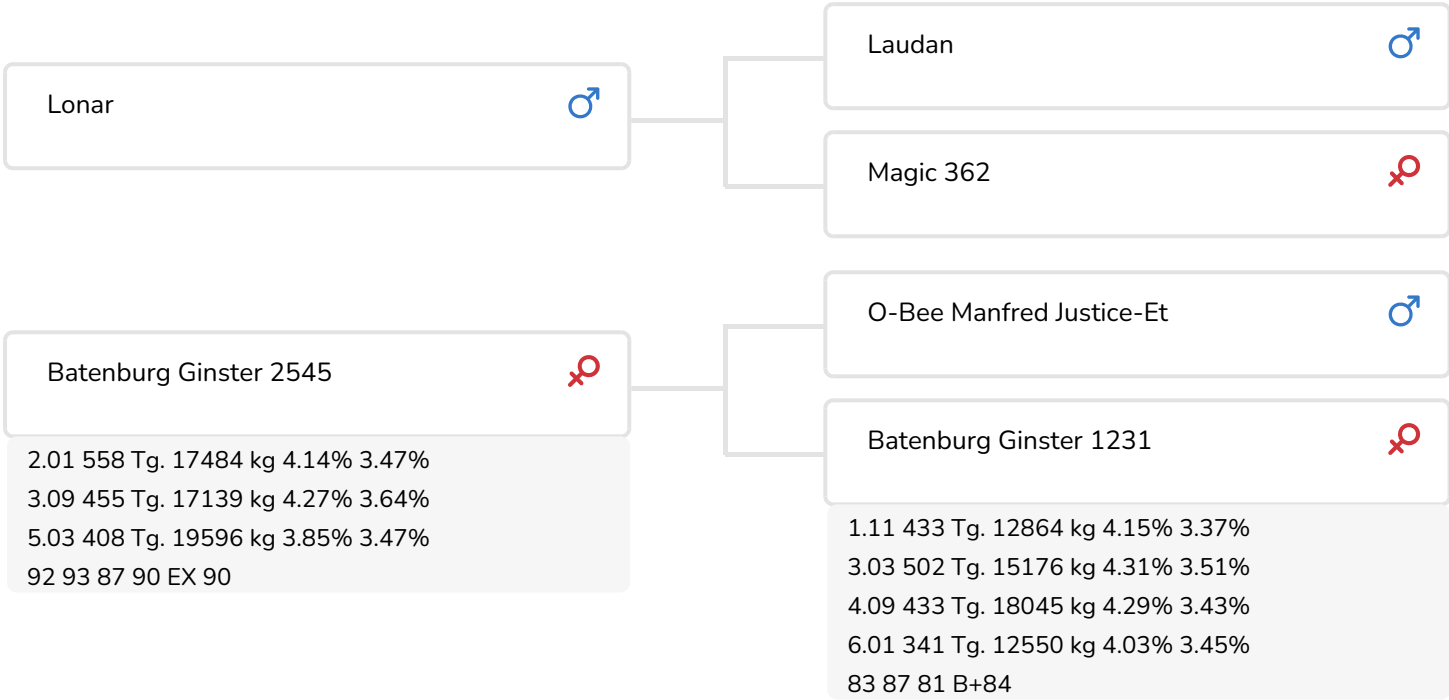 Lonar
Laudan
Magic 362
Batenburg Ginster 2545
2.01 558 Tg. 17484 kg 4.14% 3.47%
3.09 455 Tg. 17139 kg 4.27% 3.64%
5.03 408 Tg. 19596 kg 3.85% 3.47%
92 93 87 90 EX 90
O-Bee Manfred Justice-Et
Batenburg Ginster 1231
1.11 433 Tg. 12864 kg 4.15% 3.37%
3.03 502 Tg. 15176 kg 4.31% 3.51%
4.09 433 Tg. 18045 kg 4.29% 3.43%
6.01 341 Tg. 12550 kg 4.03% 3.45%
83 87 81 B+84